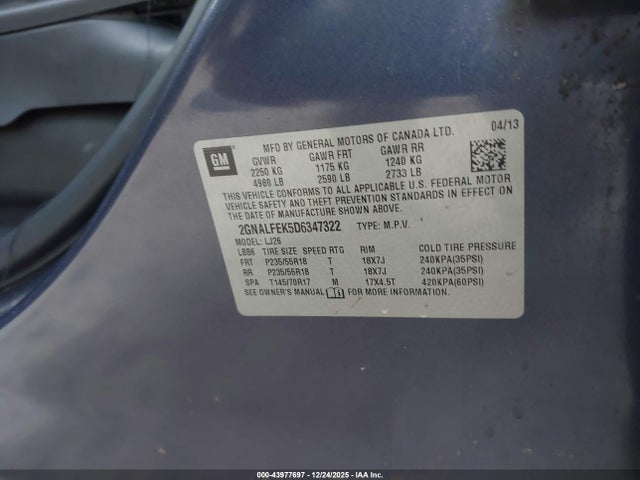 GM
MFD BY GENERAL MOTORS OF CANADA LTD. 04/13
GVWR GAWR FRT GAWR RR
2250 KG 1175 KG 1240 KG
4960 LB 2590 LB 2733 LB
THIS VEHICLE CONFORMS TO ALL APPLICABLE U.S. FEDERAL MOTOR
VEHICLE SAFETY AND THEFT PREVENTION STANDARDS IN EFFECT ON
THE DATE OF MANUFACTURE SHOWN ABOVE.
2GNALFEK5D6347322 TYPE: M.P.V.
MODEL: LJ26
LBB6 TIRE SIZE SPEED RTG RIM COLD TIRE PRESSURE
FRT P235/55R18 T 18X7J 240KPA(35PSI)
RR P235/55R18 T 18X7J 240KPA(35PSI)
SPA T145/70R17 M 17X4.5T 420KPA(60PSI)
SEE OWNER'S MANUAL FOR MORE INFORMATION.
000-43977697 - 12/24/2025 - IAA Inc.